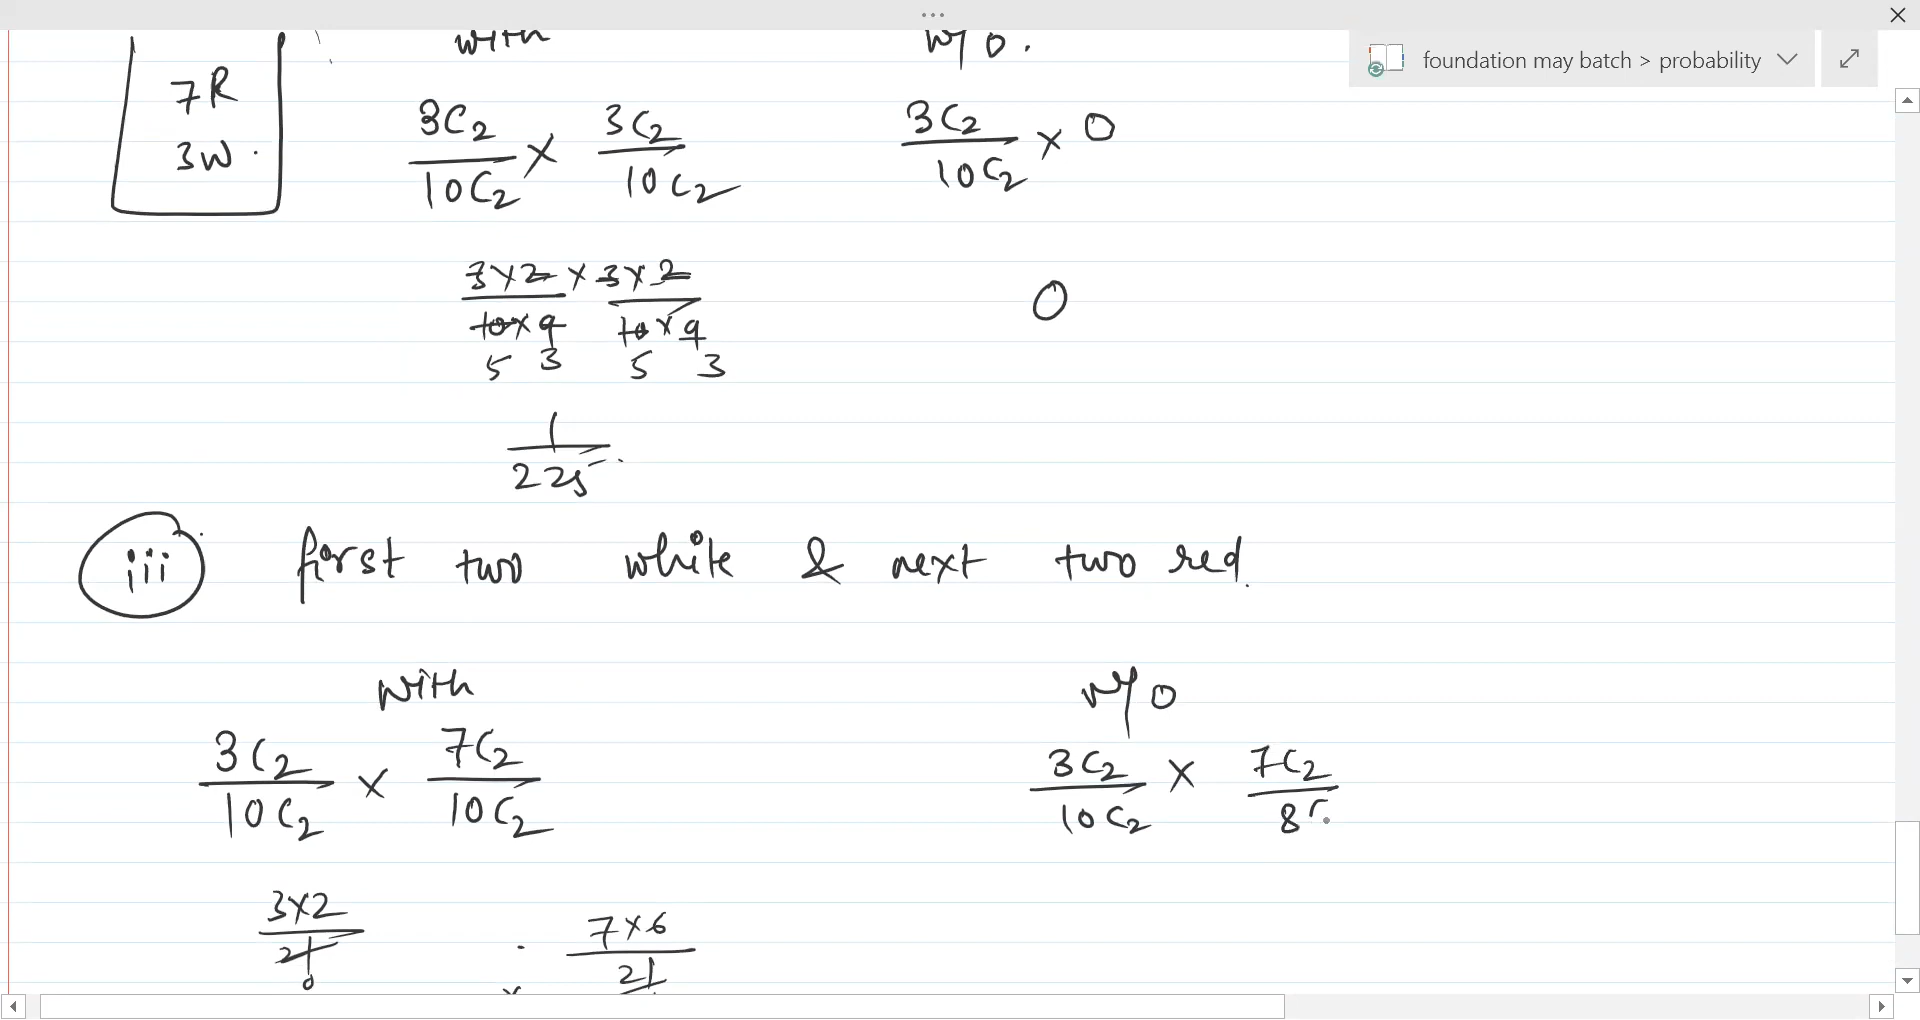 foundation may batch > probability
with w/o.
7R
3W.
3C2/10C2 × 3C2/10C2
3C2/10C2 × 0
3×2 × 3×2
10×9 10×9
5 3 5 3
0
1/225
iii first two white & next two red.
with w/o
3C2/10C2 × 7C2/10C2
3C2/10C2 × 7C2/8C
3×2/2! × 7×6/2!